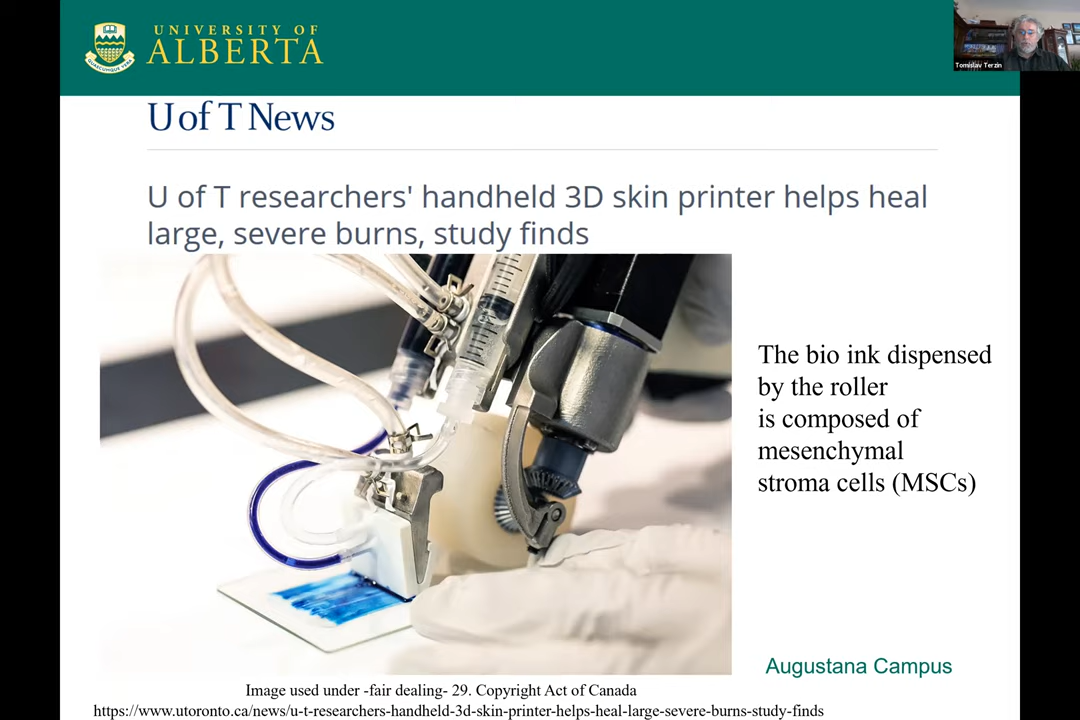 UNIVERSITY OF
ALBERTA
Tomislav Terzin
U of T News
U of T researchers' handheld 3D skin printer helps heal
large, severe burns, study finds
The bio ink dispensed
by the roller
is composed of
mesenchymal
stroma cells (MSCs)
Augustana Campus
Image used under -fair dealing- 29. Copyright Act of Canada
https://www.utoronto.ca/news/u-t-researchers-handheld-3d-skin-printer-helps-heal-large-severe-burns-study-finds